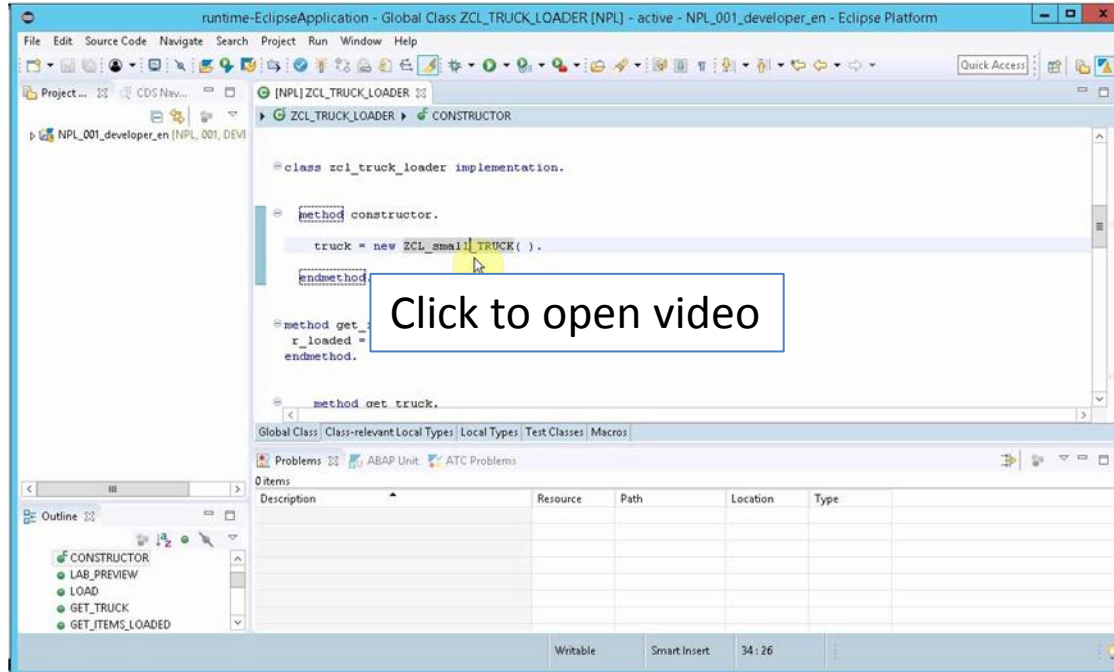 runtime-EclipseApplication - Global Class ZCL_TRUCK_LOADER [NPL] - active - NPL_001_developer_en - Eclipse Platform
File Edit Source Code Navigate Search Project Run Window Help
Quick Access
Project... CDS Nav...
[NPL] ZCL_TRUCK_LOADER
ZCL_TRUCK_LOADER CONSTRUCTOR
NPL_001_developer_en [NPL, 001, DEVE
class zcl_truck_loader implementation.
method constructor.
truck = new ZCL_small_TRUCK( ).
endmethod.
Click to open video
method get_
r_loaded =
endmethod.
method get_truck.
Global Class Class-relevant Local Types Local Types Test Classes Macros
Problems ABAP Unit ATC Problems
0 items
Description Resource Path Location Type
Outline
CONSTRUCTOR
LAB_PREVIEW
LOAD
GET_TRUCK
GET_ITEMS_LOADED
Writable Smart Insert 34 : 26